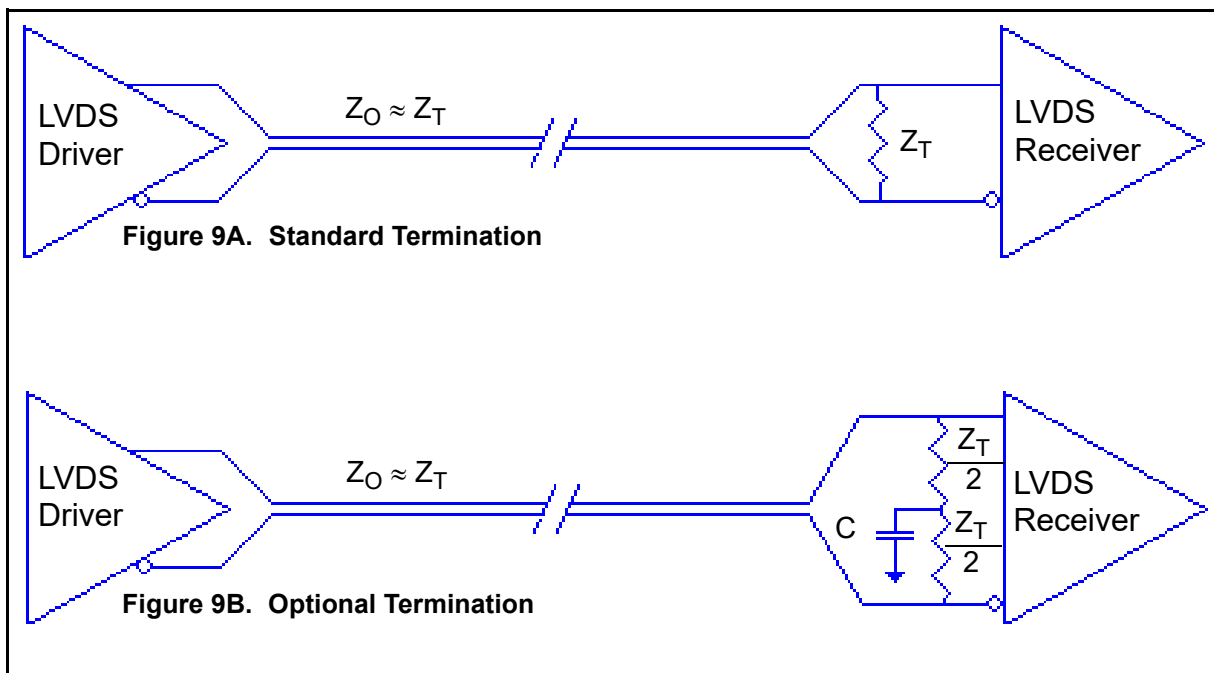 LVDS
Driver
Z_O ≈ Z_T
Z_T
LVDS
Receiver
Figure 9A. Standard Termination
LVDS
Driver
Z_O ≈ Z_T
C
Z_T
2
Z_T
2
LVDS
Receiver
Figure 9B. Optional Termination